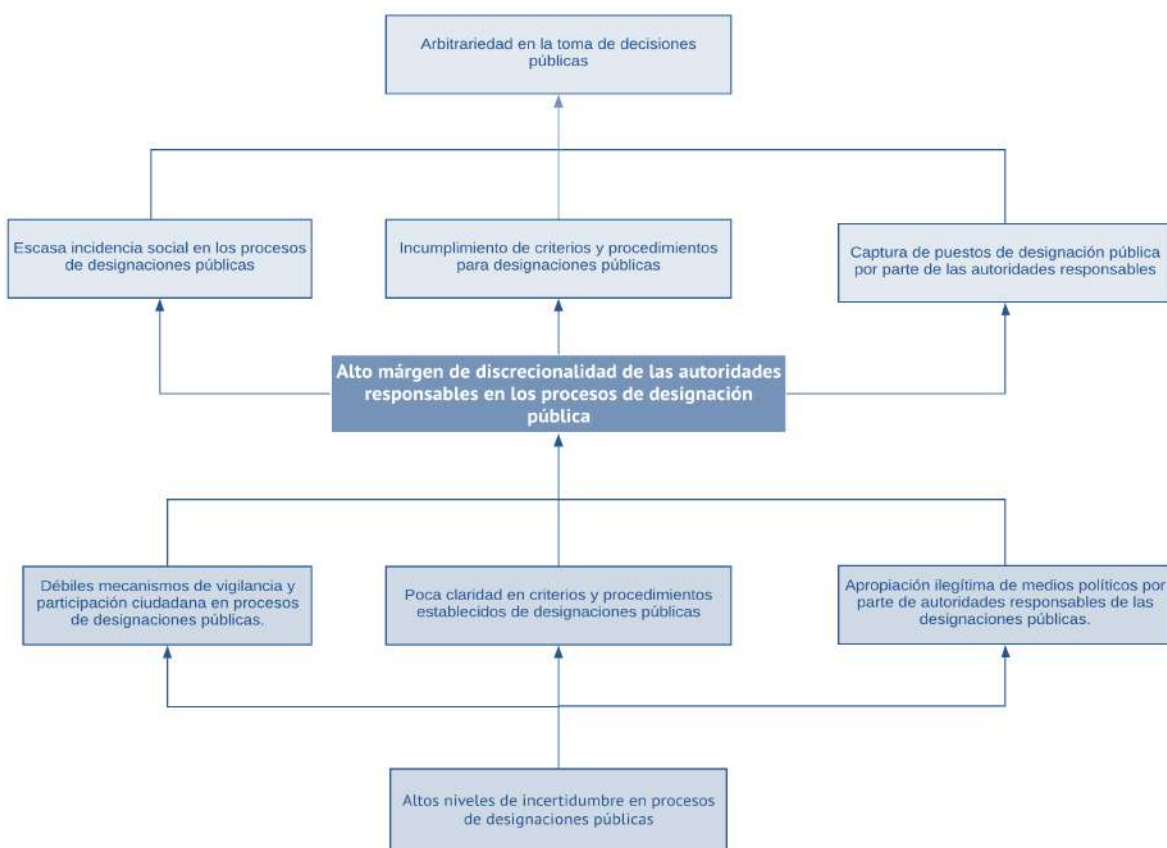 Arbitrariedad en la toma de decisiones
públicas
Escasa incidencia social en los procesos
de designaciones públicas
Incumplimiento de criterios y procedimientos
para designaciones públicas
Captura de puestos de designación pública
por parte de las autoridades responsables
Alto márgen de discrecionalidad de las autoridades
responsables en los procesos de designación
pública
Débiles mecanismos de vigilancia y
participación ciudadana en procesos
de designaciones públicas.
Poca claridad en criterios y procedimientos
establecidos de designaciones públicas
Apropiación ilegítima de medios políticos por
parte de autoridades responsables de las
designaciones públicas.
Altos niveles de incertidumbre en procesos
de designaciones públicas